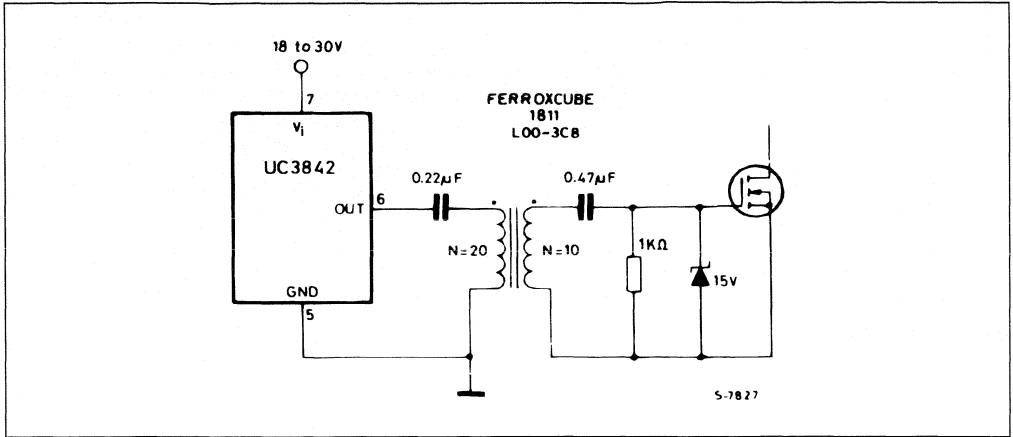 18 to 30V
7
Vi
UC3842
OUT
6
GND
5
0.22µF
N=20
FERROXCUBE
1811
L00-3C8
0.47µF
N=10
1KΩ
15V
S-7827